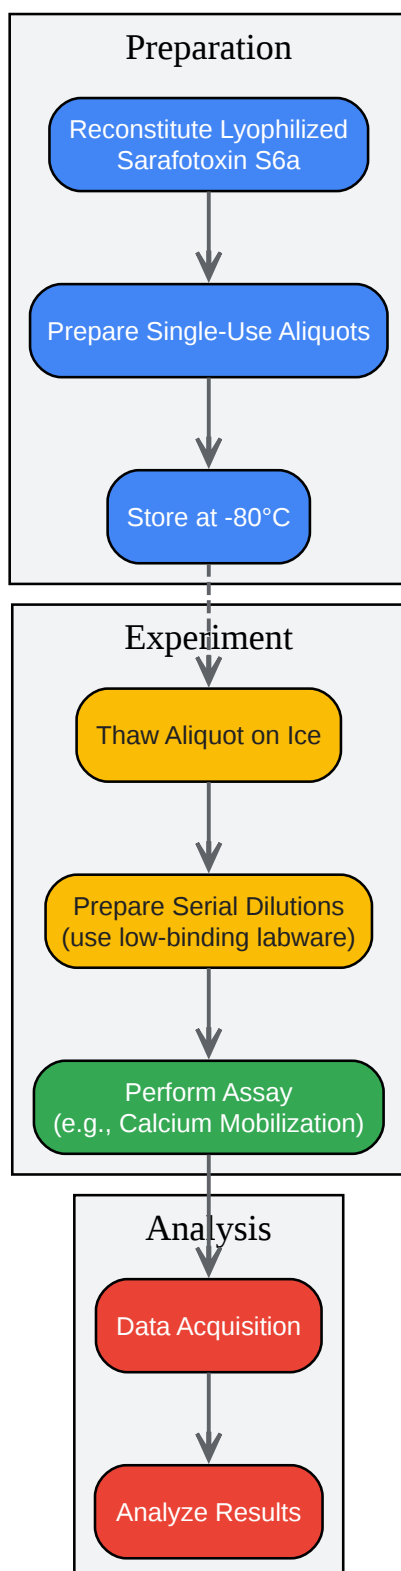 Preparation
Reconstitute Lyophilized
Sarafotoxin S6a
Prepare Single-Use Aliquots
Store at -80°C
Experiment
Thaw Aliquot on Ice
Prepare Serial Dilutions
(use low-binding labware)
Perform Assay
(e.g., Calcium Mobilization)
Analysis
Data Acquisition
Analyze Results